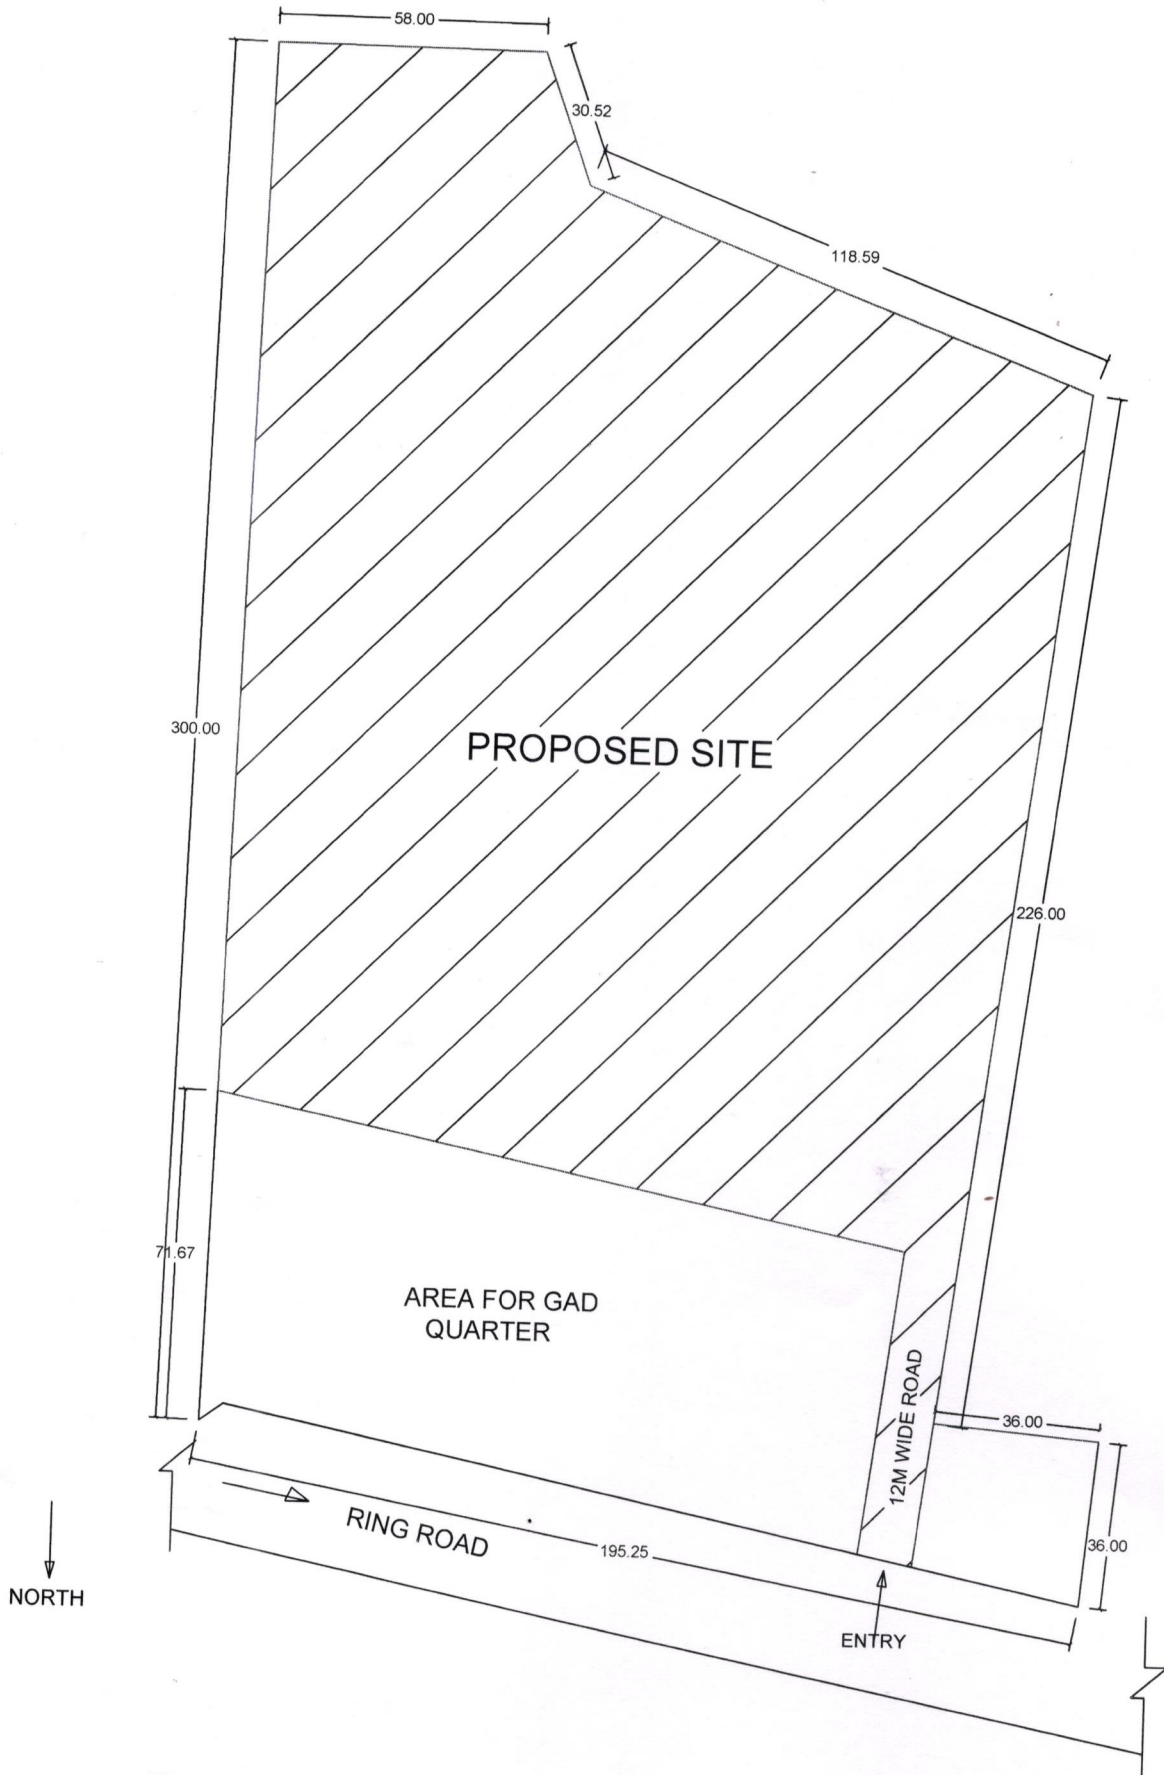 58.00
30.52
118.59
300.00
PROPOSED SITE
226.00
71.67
AREA FOR GAD
QUARTER
12M WIDE ROAD
36.00
36.00
RING ROAD
195.25
NORTH
ENTRY